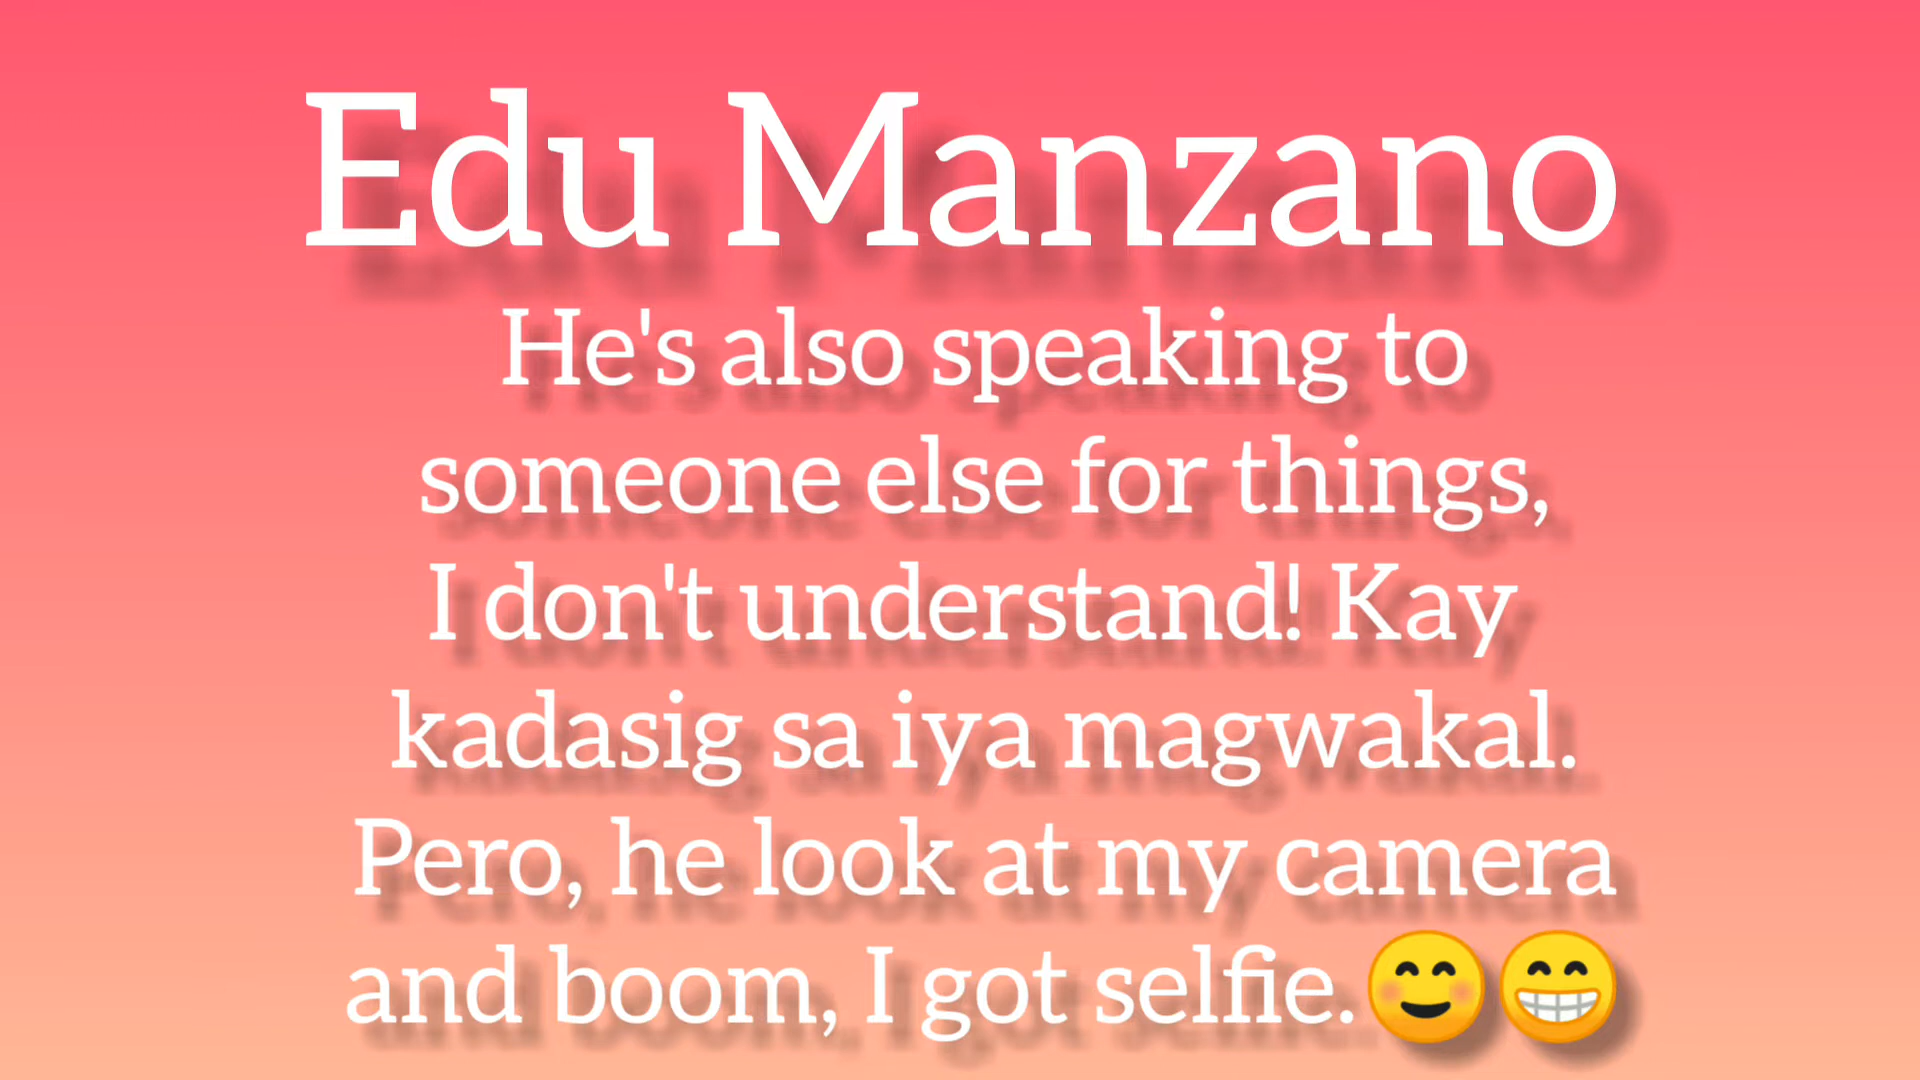 Edu Manzano
He's also speaking to
someone else for things,
I don't understand! Kay
kadasig sa iya magwakal.
Pero, he look at my camera
and boom, I got selfie.😊😁